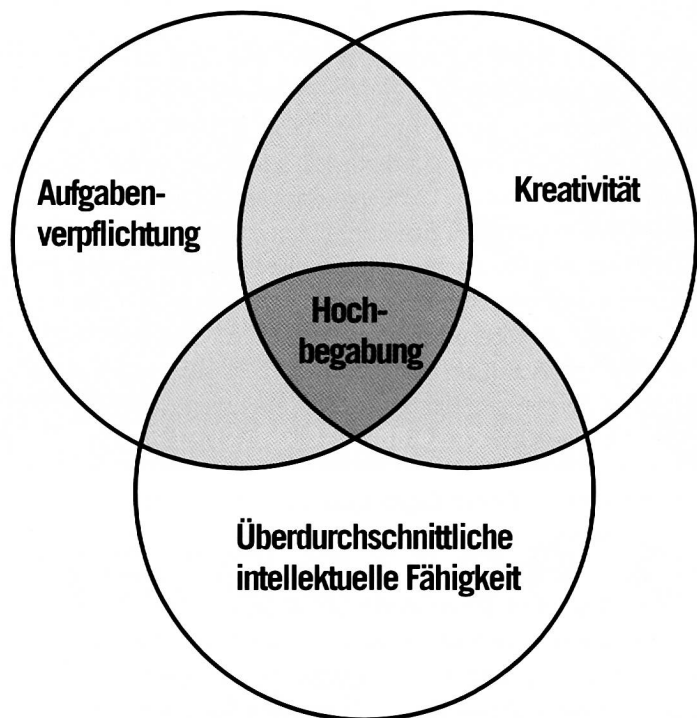 Aufgaben-
verpflichtung
Kreativität
Hoch-
begabung
Überdurchschnittliche
intellektuelle Fähigkeit